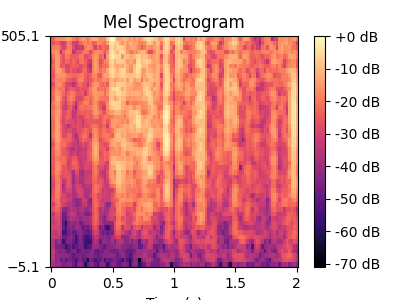 Mel Spectrogram
505.1
-5.1
0
0.5
1
1.5
2
+0 dB
-10 dB
-20 dB
-30 dB
-40 dB
-50 dB
-60 dB
-70 dB